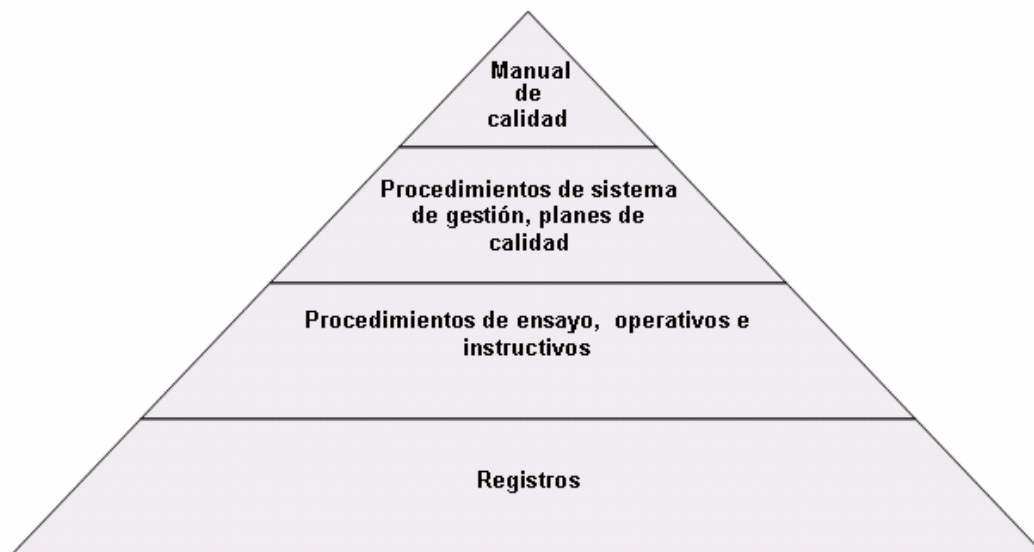 Manual
de
calidad
Procedimientos de sistema
de gestión, planes de
calidad
Procedimientos de ensayo,  operativos e
instructivos
Registros